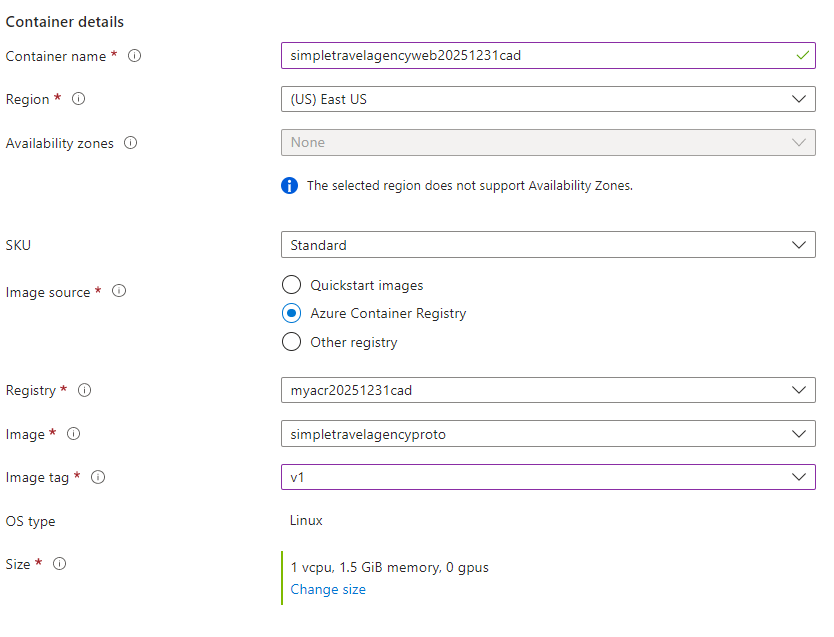 Container details
Container name *
simpletravelagencyweb20251231cad
Region *
(US) East US
Availability zones
None
The selected region does not support Availability Zones.
SKU
Standard
Image source *
Quickstart images
Azure Container Registry
Other registry
Registry *
myacr20251231cad
Image *
simpletravelagencyproto
Image tag *
v1
OS type
Linux
Size *
1 vcpu, 1.5 GiB memory, 0 gpus
Change size